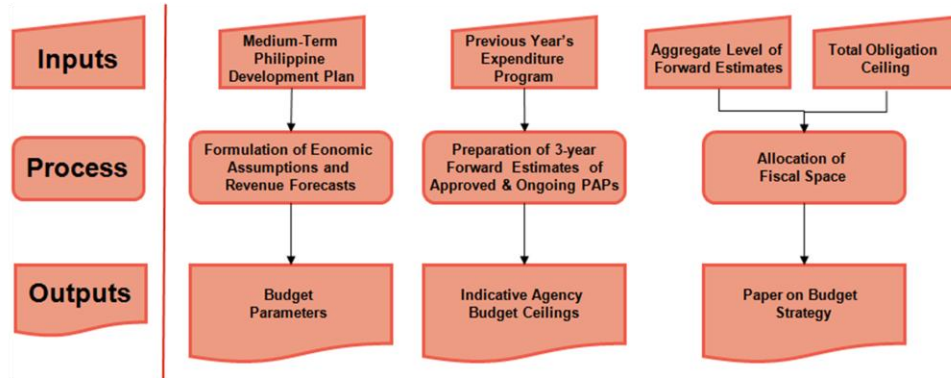 Inputs
Medium-Term
Philippine
Development Plan
Previous Year's
Expenditure
Program
Aggregate Level of
Forward Estimates
Total Obligation
Ceiling
Process
Formulation of Enomic
Assumptions and
Revenue Forecasts
Preparation of 3-year
Forward Estimates of
Approved & Ongoing PAPs
Allocation of
Fiscal Space
Outputs
Budget
Parameters
Indicative Agency
Budget Ceilings
Paper on Budget
Strategy